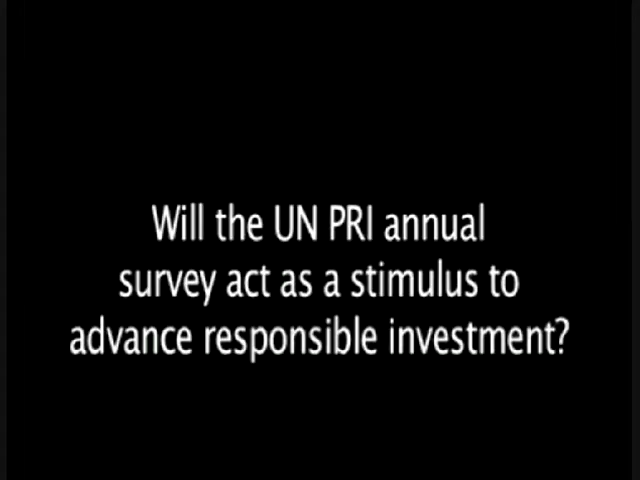 Will the UN PRI annual
survey act as a stimulus to
advance responsible investment?